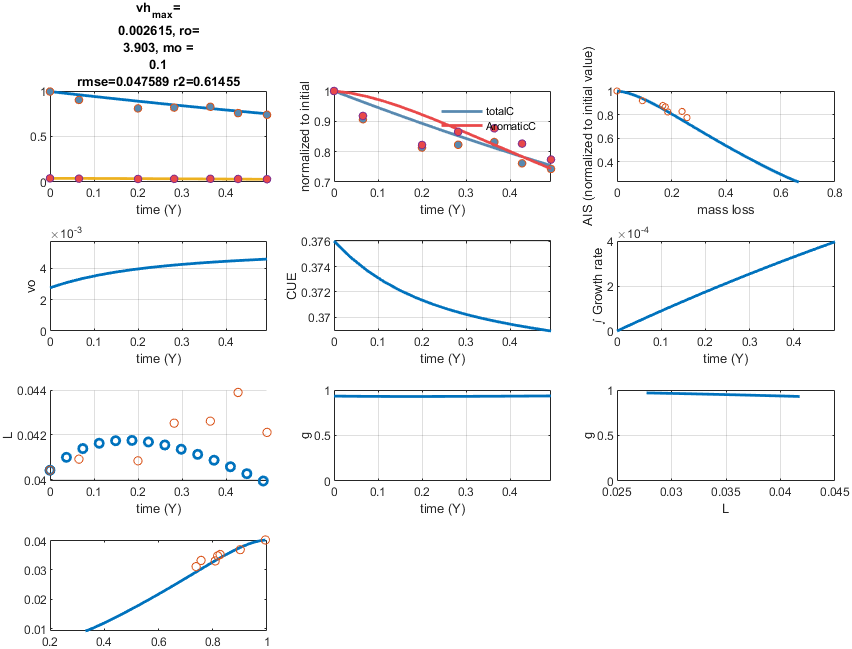 vh_max=
0.002615, ro=
3.903, mo =
0.1
rmse=0.047589 r2=0.61455
1
0.5
0
0 0.1 0.2 0.3 0.4
time (Y)
normalized to initial
1
0.9
0.8
0.7
0 0.1 0.2 0.3 0.4
time (Y)
totalC
AromaticC
AIS (normalized to initial value)
1
0.8
0.6
0.4
0 0.2 0.4 0.6 0.8
mass loss
×10^-3
vo
4
2
0
0 0.1 0.2 0.3 0.4
time (Y)
CUE
0.376
0.374
0.372
0.37
0 0.1 0.2 0.3 0.4
time (Y)
×10^-4
∫ Growth rate
4
2
0
0 0.1 0.2 0.3 0.4
time (Y)
L
0.044
0.042
0.04
0 0.1 0.2 0.3 0.4
time (Y)
g
1
0.5
0
0 0.1 0.2 0.3 0.4
time (Y)
g
1
0.5
0
0.025 0.03 0.035 0.04 0.045
L
0.04
0.03
0.02
0.01
0.2 0.4 0.6 0.8 1